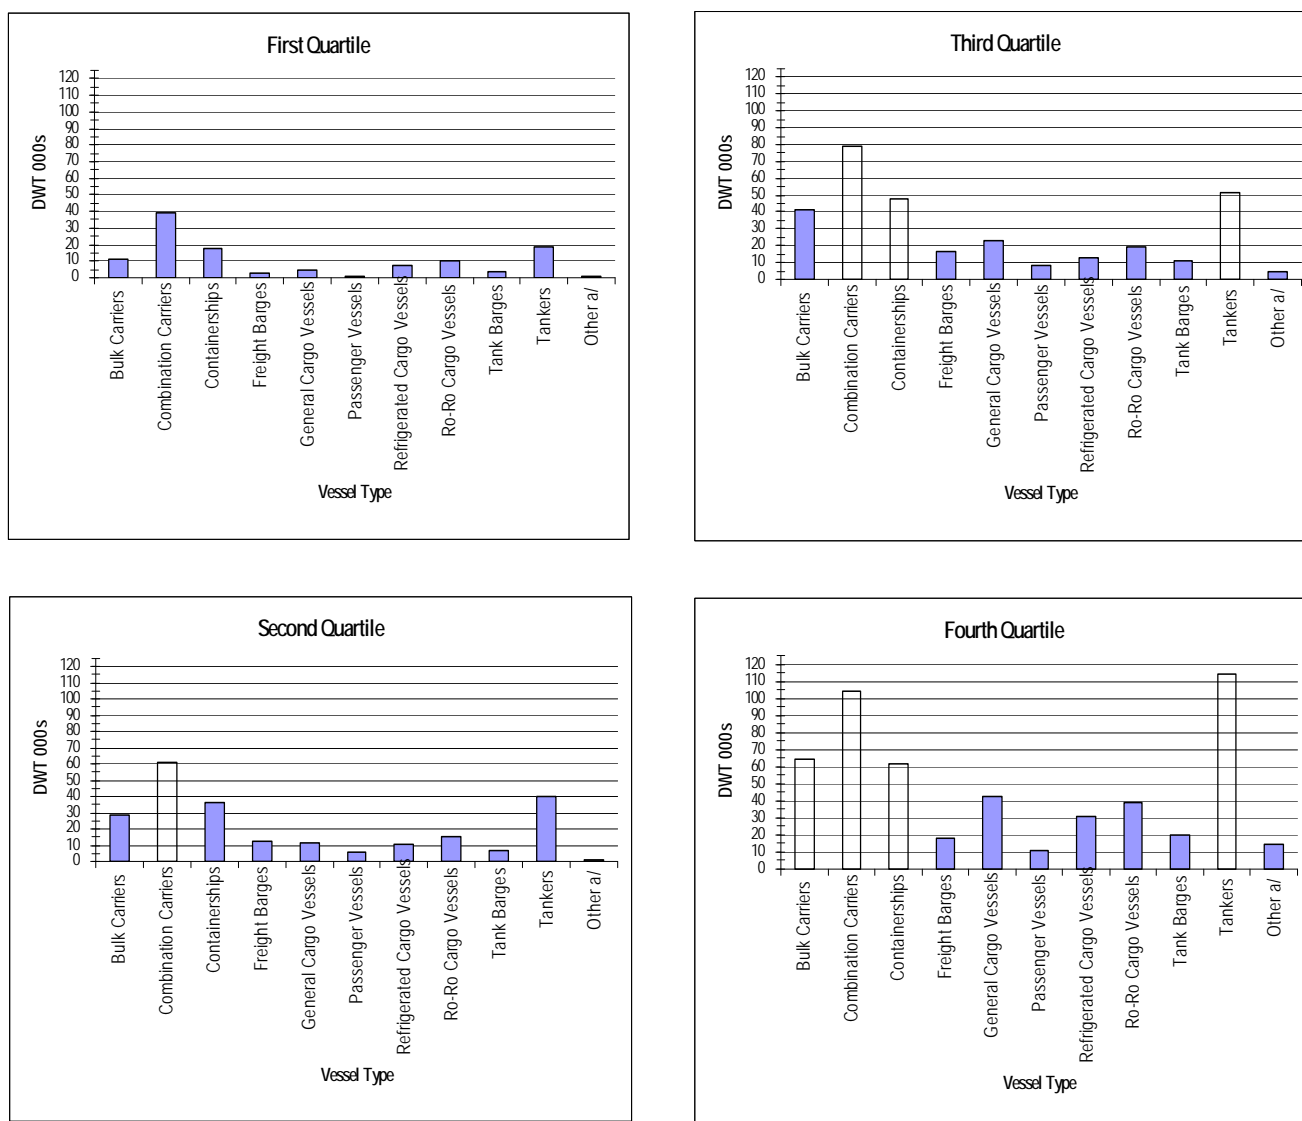 First Quartile
DWT 000s
120
110
100
90
80
70
60
50
40
30
20
10
0
Bulk Carriers
Combination Carriers
Containerships
Freight Barges
General Cargo Vessels
Passenger Vessels
Refrigerated Cargo Vessels
Ro-Ro Cargo Vessels
Tank Barges
Tankers
Other a/
Vessel Type
Third Quartile
DWT 000s
120
110
100
90
80
70
60
50
40
30
20
10
0
Bulk Carriers
Combination Carriers
Containerships
Freight Barges
General Cargo Vessels
Passenger Vessels
Refrigerated Cargo Vessels
Ro-Ro Cargo Vessels
Tank Barges
Tankers
Other a/
Vessel Type
Second Quartile
DWT 000s
120
110
100
90
80
70
60
50
40
30
20
10
0
Bulk Carriers
Combination Carriers
Containerships
Freight Barges
General Cargo Vessels
Passenger Vessels
Refrigerated Cargo Vessels
Ro-Ro Cargo Vessels
Tank Barges
Tankers
Other a/
Vessel Type
Fourth Quartile
DWT 000s
120
110
100
90
80
70
60
50
40
30
20
10
0
Bulk Carriers
Combination Carriers
Containerships
Freight Barges
General Cargo Vessels
Passenger Vessels
Refrigerated Cargo Vessels
Ro-Ro Cargo Vessels
Tank Barges
Tankers
Other a/
Vessel Type